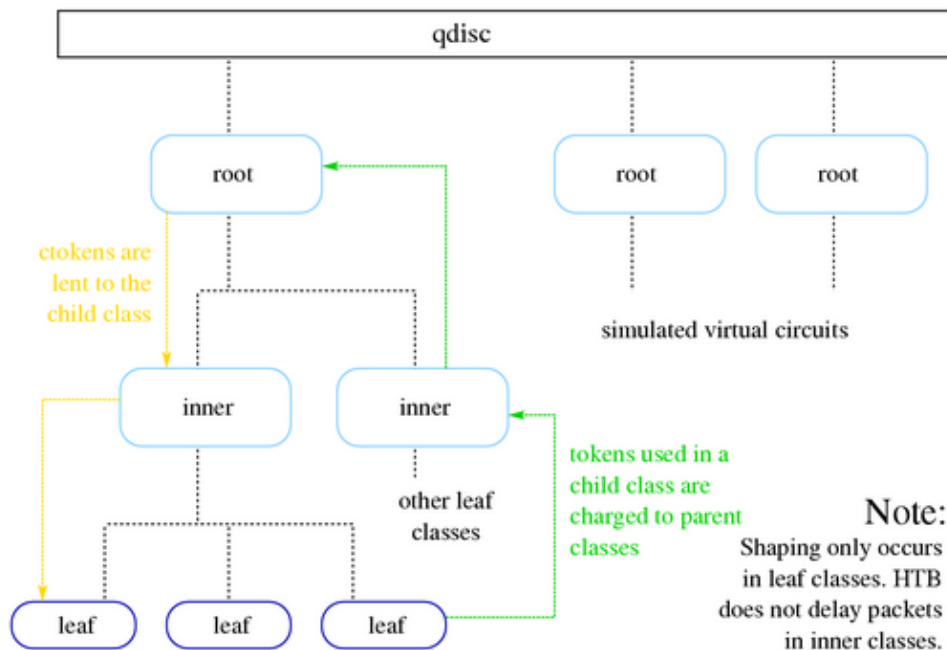 qdisc
root
root
root
ctokens are
lent to the
child class
simulated virtual circuits
inner
inner
tokens used in a
child class are
charged to parent
classes
other leaf
classes
Note:
Shaping only occurs
in leaf classes. HTB
does not delay packets
in inner classes.
leaf
leaf
leaf